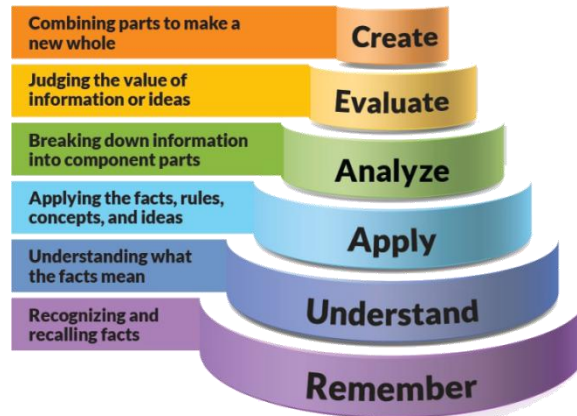 Combining parts to make a
new whole
Create
Judging the value of
information or ideas
Evaluate
Breaking down information
into component parts
Analyze
Applying the facts, rules,
concepts, and ideas
Apply
Understanding what
the facts mean
Understand
Recognizing and
recalling facts
Remember